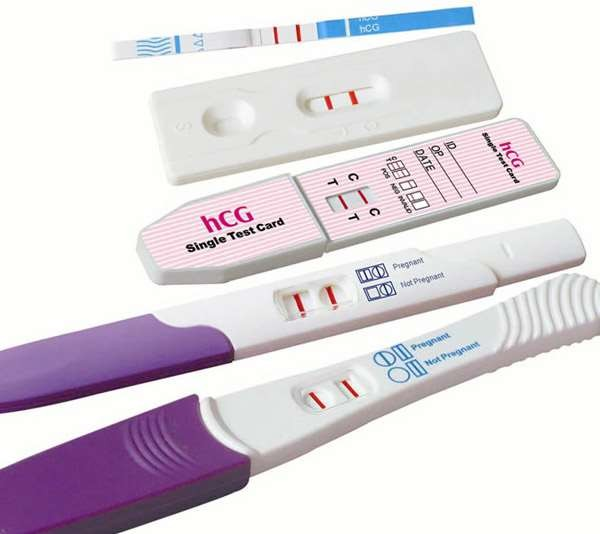 hCG
hCG
S
C
hCG
Single Test Card
T C
T C
C
T
POS NEG INVALID
DATE
OP
ID
hCG
Single Test Card
Pregnant
Not Pregnant
Pregnant
Not Pregnant